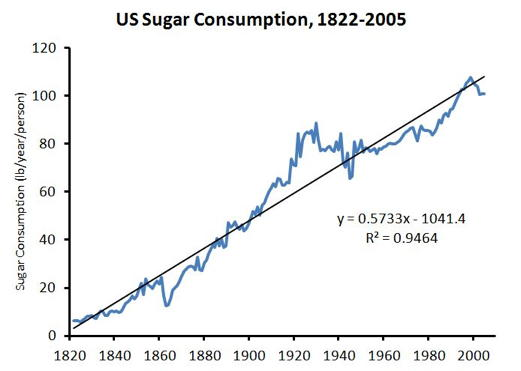 US Sugar Consumption, 1822-2005
Sugar Consumption (lb/year/person)
120
100
80
60
40
20
0
y = 0.5733x - 1041.4
R² = 0.9464
1820 1840 1860 1880 1900 1920 1940 1960 1980 2000